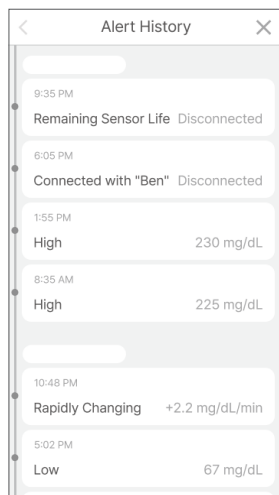 Alert History
9:35 PM
Remaining Sensor Life Disconnected
6:05 PM
Connected with "Ben" Disconnected
1:55 PM
High 230 mg/dL
8:35 AM
High 225 mg/dL
10:48 PM
Rapidly Changing +2.2 mg/dL/min
5:02 PM
Low 67 mg/dL